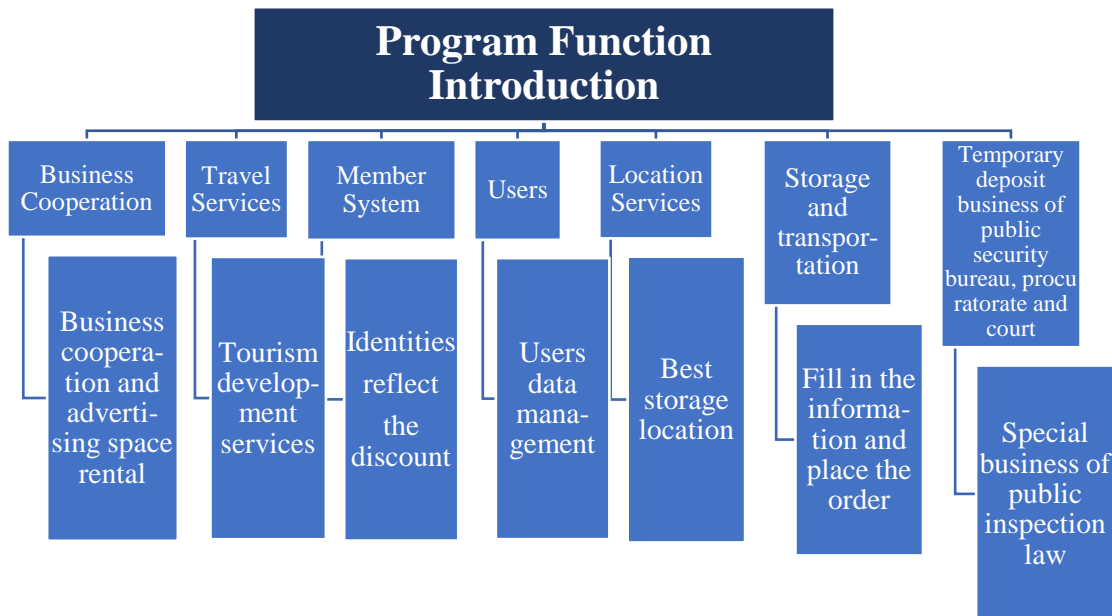 Program Function
Introduction
Business
Cooperation
Travel
Services
Member
System
Users
Location
Services
Storage
and
transpor-
tation
Temporary
deposit
business of
public
security
bureau, procu
ratorate and
court
Business
coopera-
tion and
adverti-
sing space
rental
Tourism
develop-
ment
services
Identities
reflect
the
discount
Users
data
mana-
gement
Best
storage
location
Fill in the
informa-
tion and
place the
order
Special
business of
public
inspection
law